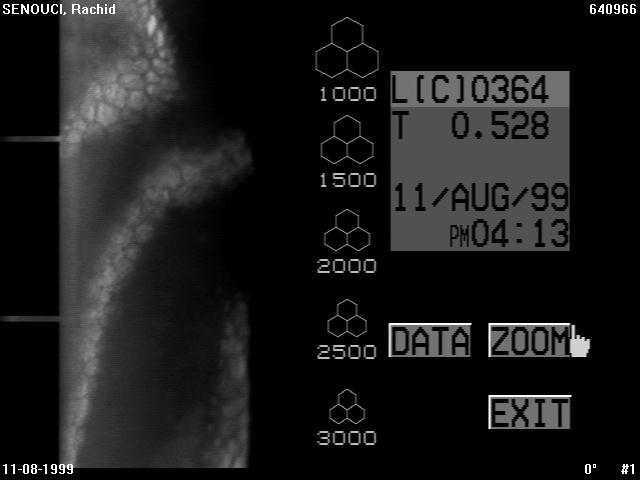 SENOUCI, Rachid
640966
1000
1500
2000
2500
3000
L(C)0364
T 0.528
11/AUG/99
PM04:13
DATA
ZOOM
EXIT
11-08-1999
0° #1